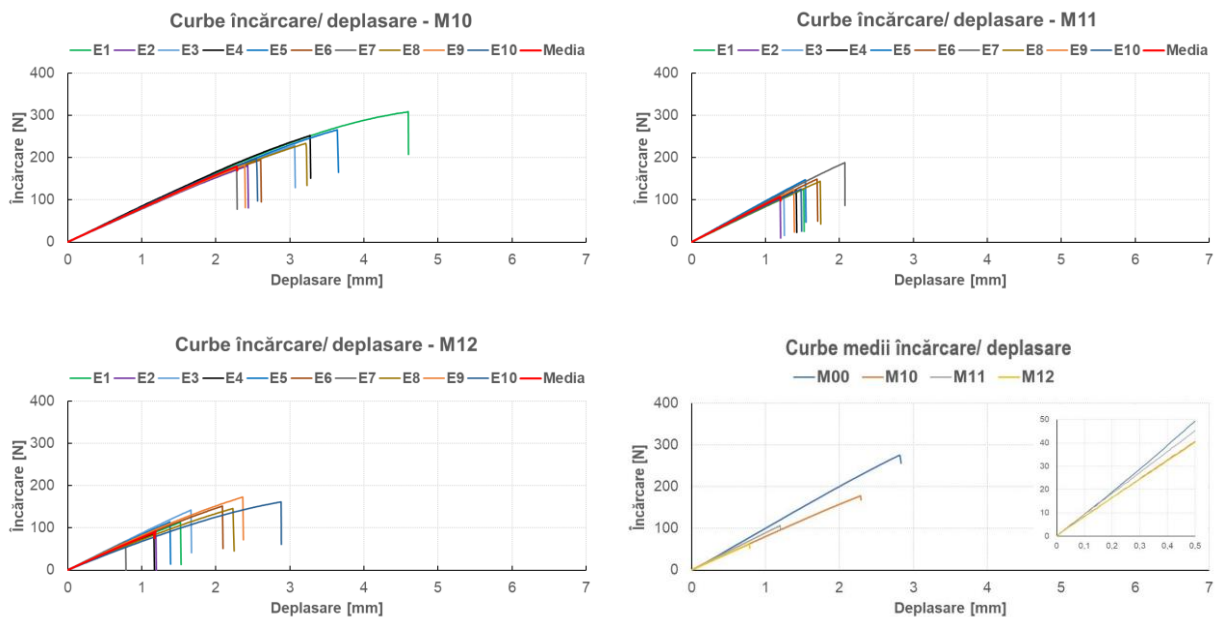 Curbe încărcare/ deplasare - M10
E1 E2 E3 E4 E5 E6 E7 E8 E9 E10 Media
400
300
200
100
0
Încărcare [N]
0 1 2 3 4 5 6 7
Deplasare [mm]
Curbe încărcare/ deplasare - M11
E1 E2 E3 E4 E5 E6 E7 E8 E9 E10 Media
400
300
200
100
0
Încărcare [N]
0 1 2 3 4 5 6 7
Deplasare [mm]
Curbe încărcare/ deplasare - M12
E1 E2 E3 E4 E5 E6 E7 E8 E9 E10 Media
400
300
200
100
0
Încărcare [N]
0 1 2 3 4 5 6 7
Deplasare [mm]
Curbe medii încărcare/ deplasare
M00 M10 M11 M12
400
300
200
100
0
Încărcare [N]
0 1 2 3 4 5 6 7
Deplasare [mm]
50
40
30
20
10
0
0 0,1 0,2 0,3 0,4 0,5